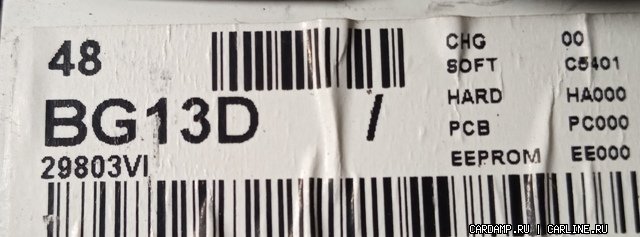 48
BG13D /
29803VI
CHG 00
SOFT C5401
HARD HA000
PCB PC000
EEPROM EE000
CARDAMP.RU | CARLINE.RU